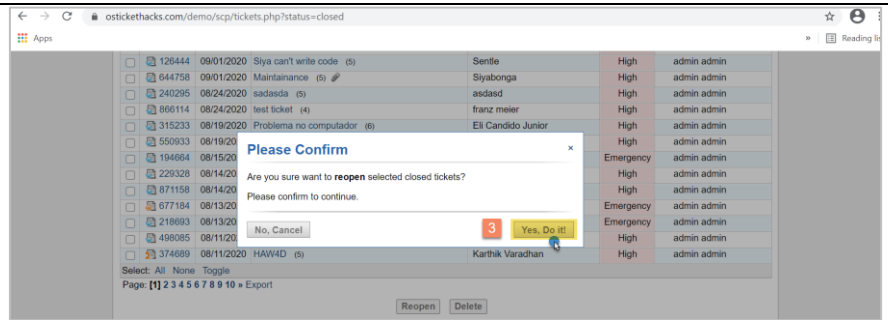 ostickethacks.com/demo/scp/tickets.php?status=closed
Apps » Reading lis
126444 09/01/2020 Siya can't write code (5) Sentle High admin admin
644758 09/01/2020 Maintainance (5) Siyabonga High admin admin
240295 08/24/2020 sadasda (5) asdasd High admin admin
866114 08/24/2020 test ticket (4) franz meier High admin admin
315233 08/19/2020 Problema no computador (6) Eli Candido Junior High admin admin
550933 08/19/20 High admin admin
194664 08/15/20 Emergency admin admin
229328 08/14/20 High admin admin
871158 08/14/20 High admin admin
677184 08/13/20 Emergency admin admin
218693 08/13/20 Emergency admin admin
498085 08/11/20 High admin admin
374689 08/11/2020 HAW4D (5) Karthik Varadhan High admin admin
Please Confirm ×
Are you sure want to reopen selected closed tickets?
Please confirm to continue.
No, Cancel 3 Yes, Do it!
Select: All None Toggle
Page: [1] 2 3 4 5 6 7 8 9 10 » Export
Reopen Delete